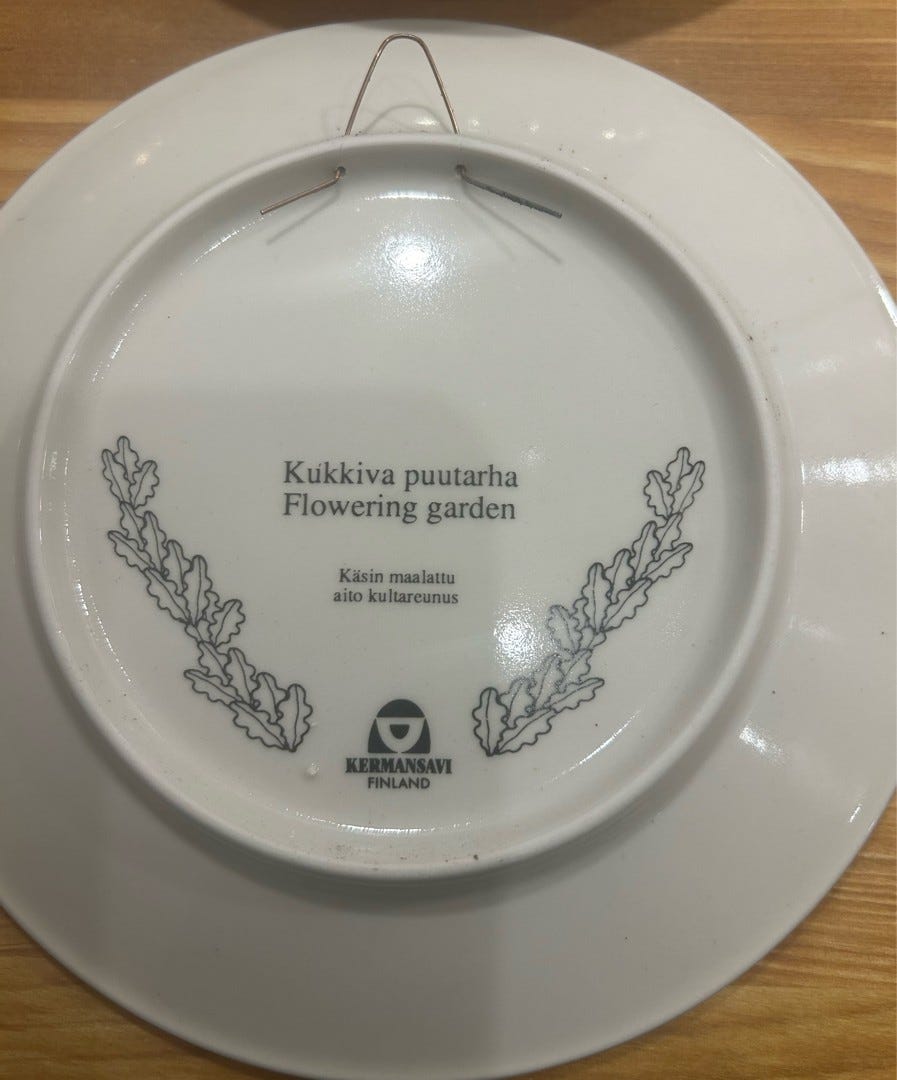 Kukkiva puutarha
Flowering garden
Käsin maalattu
aito kultareunus
KERMANSAVI
FINLAND